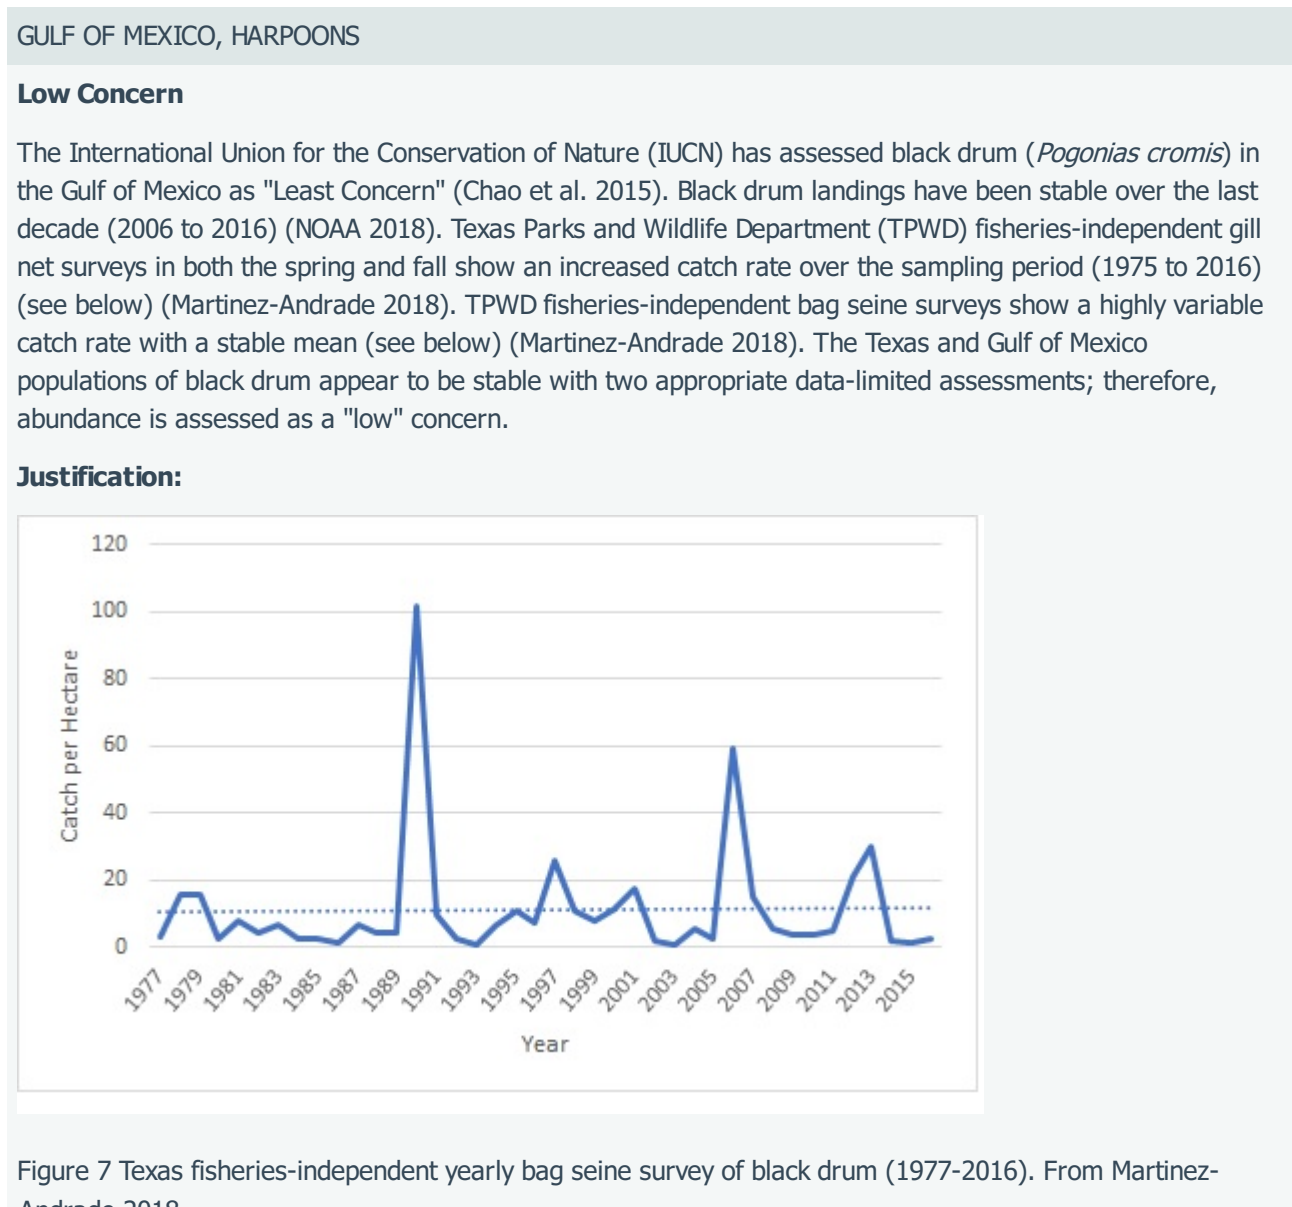 GULF OF MEXICO, HARPOONS
Low Concern
The International Union for the Conservation of Nature (IUCN) has assessed black drum (Pogonias cromis) in
the Gulf of Mexico as "Least Concern" (Chao et al. 2015). Black drum landings have been stable over the last
decade (2006 to 2016) (NOAA 2018). Texas Parks and Wildlife Department (TPWD) fisheries-independent gill
net surveys in both the spring and fall show an increased catch rate over the sampling period (1975 to 2016)
(see below) (Martinez-Andrade 2018). TPWD fisheries-independent bag seine surveys show a highly variable
catch rate with a stable mean (see below) (Martinez-Andrade 2018). The Texas and Gulf of Mexico
populations of black drum appear to be stable with two appropriate data-limited assessments; therefore,
abundance is assessed as a "low" concern.
Justification:
120
100
80
60
40
20
0
Catch per Hectare
1977 1979 1981 1983 1985 1987 1989 1991 1993 1995 1997 1999 2001 2003 2005 2007 2009 2011 2013 2015
Year
Figure 7 Texas fisheries-independent yearly bag seine survey of black drum (1977-2016). From Martinez-
Andrade 2018